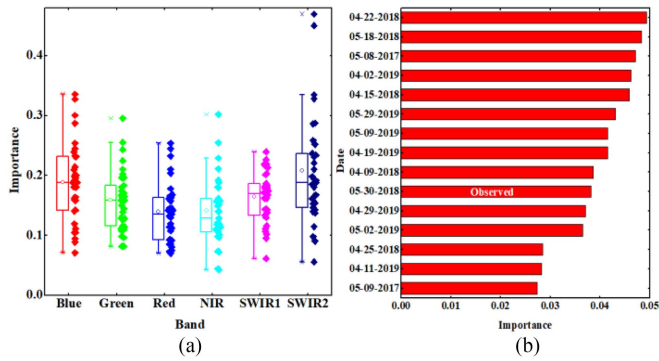 (a)
0.4
0.3
0.2
0.1
0.0
Importance
Blue Green Red NIR SWIR1 SWIR2
Band
(a)
(b)
04-22-2018
05-18-2018
05-08-2017
04-02-2019
04-15-2018
05-29-2019
05-09-2019
04-19-2019
04-09-2018
05-30-2018
04-29-2019
05-02-2019
04-25-2018
04-11-2019
05-09-2017
Date
Observed
0.00 0.01 0.02 0.03 0.04 0.05
Importance
(b)